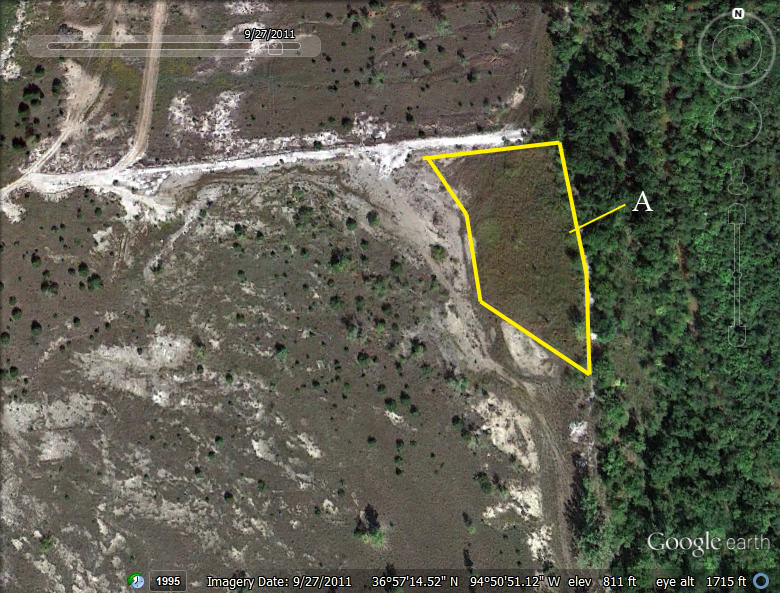 N
9/27/2011
A
Google earth
1995 Imagery Date: 9/27/2011 36°57'14.52" N 94°50'51.12" W elev 811 ft eye alt 1715 ft